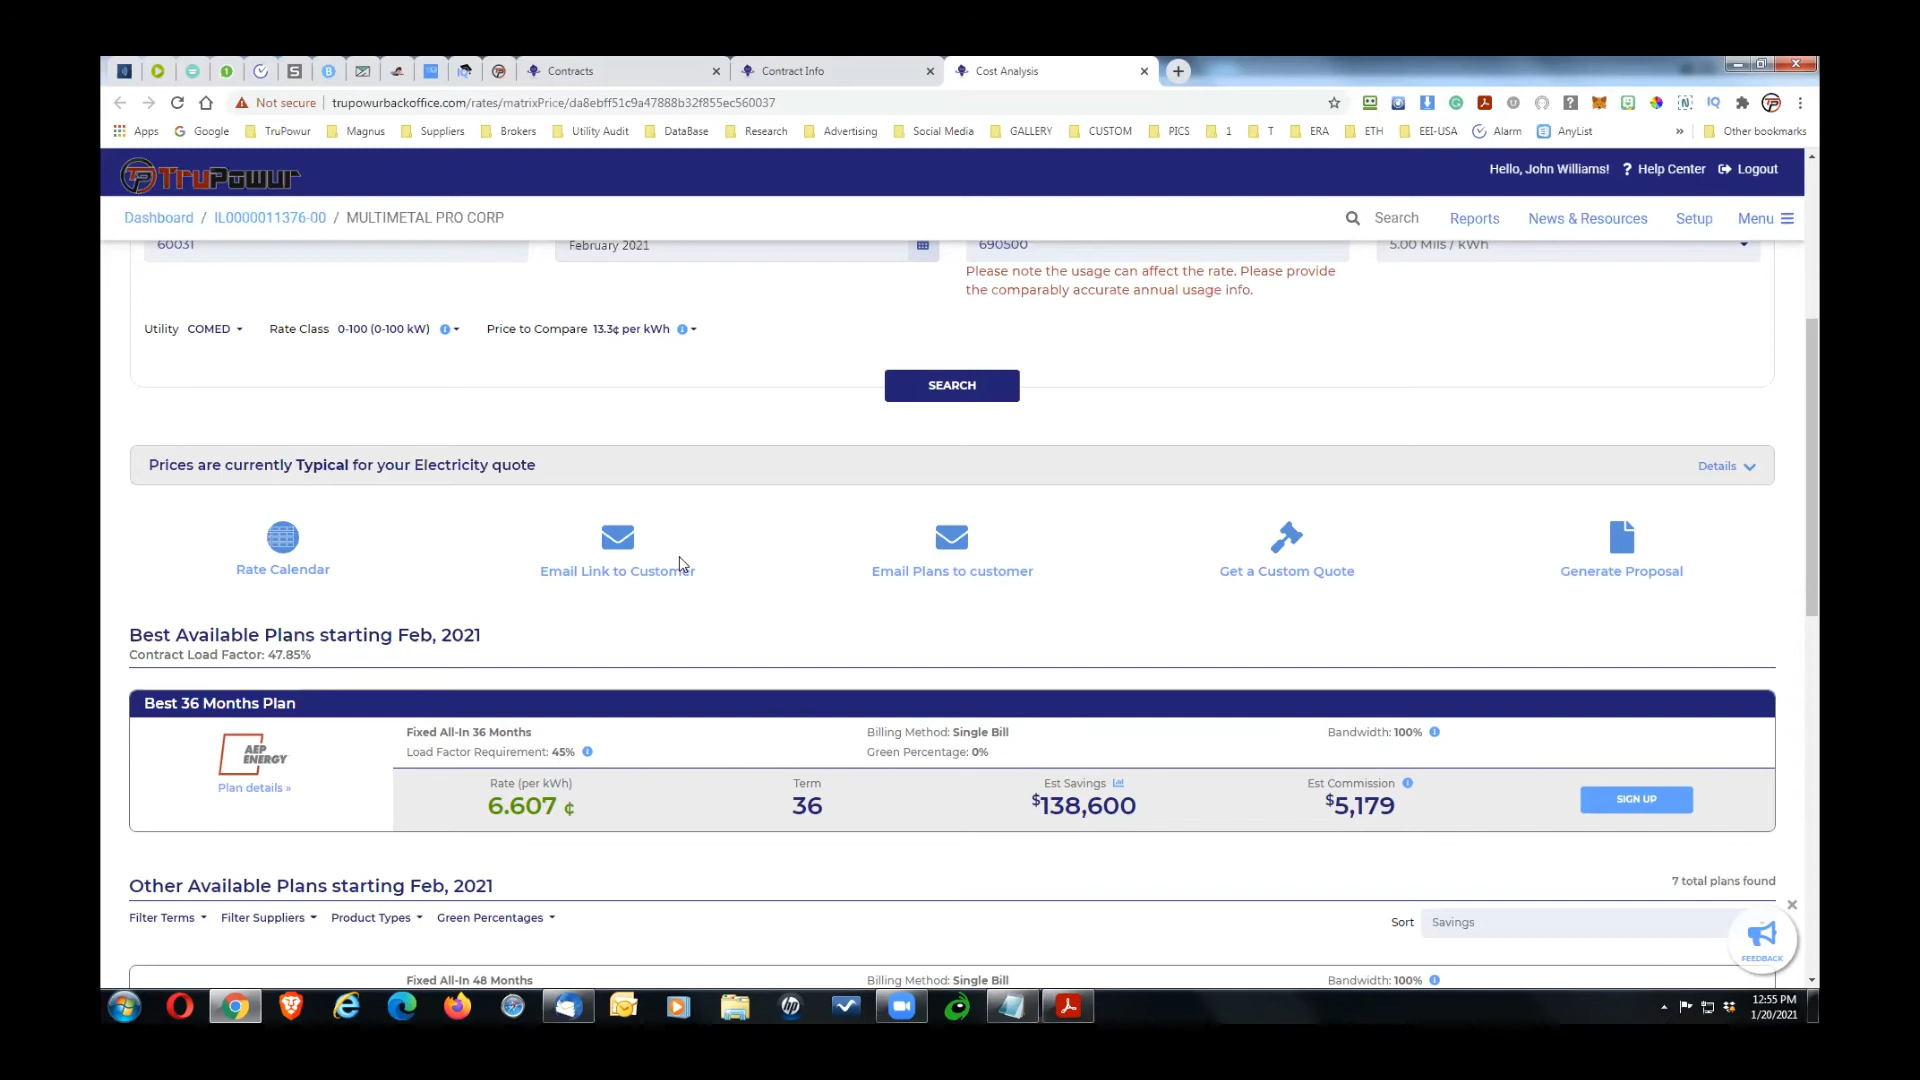 Contracts
Contract Info
Cost Analysis
Not secure
trupowurbackoffice.com/rates/matrixPrice/da8ebff51c9a47888b32f855ec560037
Apps
Google
TruPowur
Magnus
Suppliers
Brokers
Utility Audit
DataBase
Research
Advertising
Social Media
GALLERY
CUSTOM
PICS
1
T
ERA
ETH
EEI-USA
Alarm
AnyList
»
Other bookmarks
TruPowur
Hello, John Williams!
? Help Center
Logout
Dashboard / IL0000011376-00 / MULTIMETAL PRO CORP
Search
Reports
News & Resources
Setup
Menu
60031
February 2021
690500
5.00 Mils / kWh
Please note the usage can affect the rate. Please provide
the comparably accurate annual usage info.
Utility COMED
Rate Class 0-100 (0-100 kW)
Price to Compare 13.3¢ per kWh
SEARCH
Prices are currently Typical for your Electricity quote
Details
Rate Calendar
Email Link to Customer
Email Plans to customer
Get a Custom Quote
Generate Proposal
Best Available Plans starting Feb, 2021
Contract Load Factor: 47.85%
Best 36 Months Plan
AEP
ENERGY
Plan details »
Fixed All-In 36 Months
Load Factor Requirement: 45%
Billing Method: Single Bill
Green Percentage: 0%
Bandwidth: 100%
Rate (per kWh)
6.607 ¢
Term
36
Est Savings
$138,600
Est Commission
$5,179
SIGN UP
Other Available Plans starting Feb, 2021
7 total plans found
Filter Terms
Filter Suppliers
Product Types
Green Percentages
Sort
Savings
FEEDBACK
Fixed All-In 48 Months
Billing Method: Single Bill
Bandwidth: 100%
12:55 PM
1/20/2021